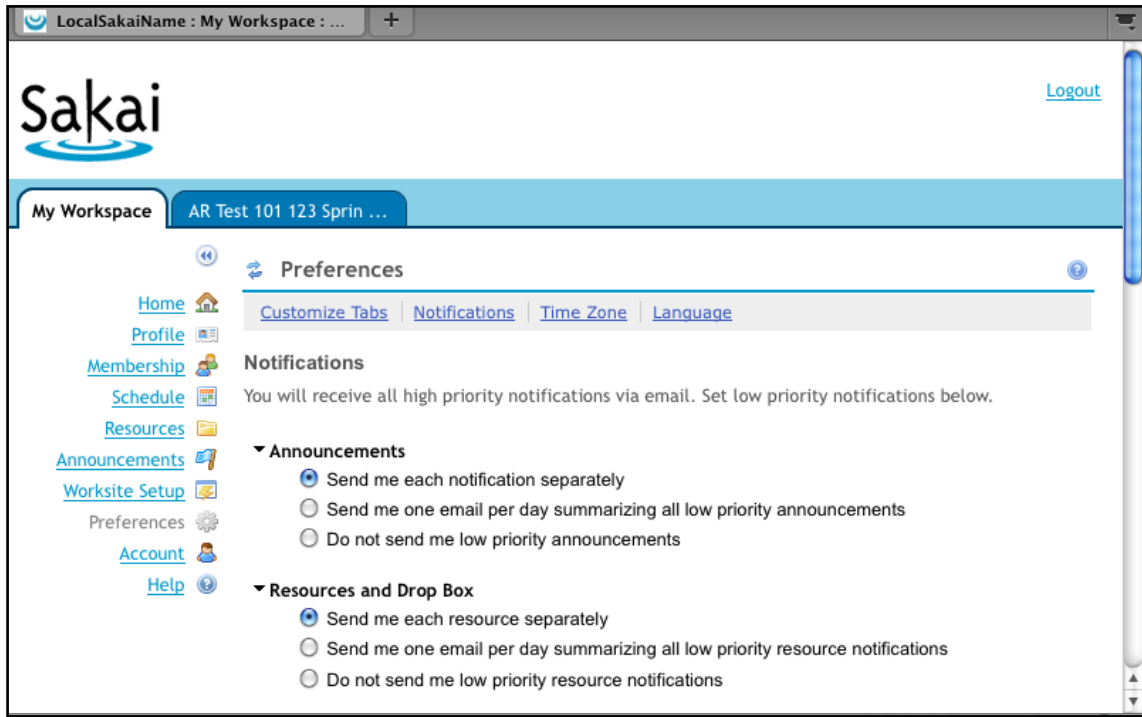 LocalSakaiName : My Workspace : ...
+
Sakai
Logout
My Workspace
AR Test 101 123 Sprin ...
Preferences
Customize Tabs | Notifications | Time Zone | Language
Home
Profile
Membership
Schedule
Resources
Announcements
Worksite Setup
Preferences
Account
Help
Notifications
You will receive all high priority notifications via email. Set low priority notifications below.
Announcements
Send me each notification separately
Send me one email per day summarizing all low priority announcements
Do not send me low priority announcements
Resources and Drop Box
Send me each resource separately
Send me one email per day summarizing all low priority resource notifications
Do not send me low priority resource notifications